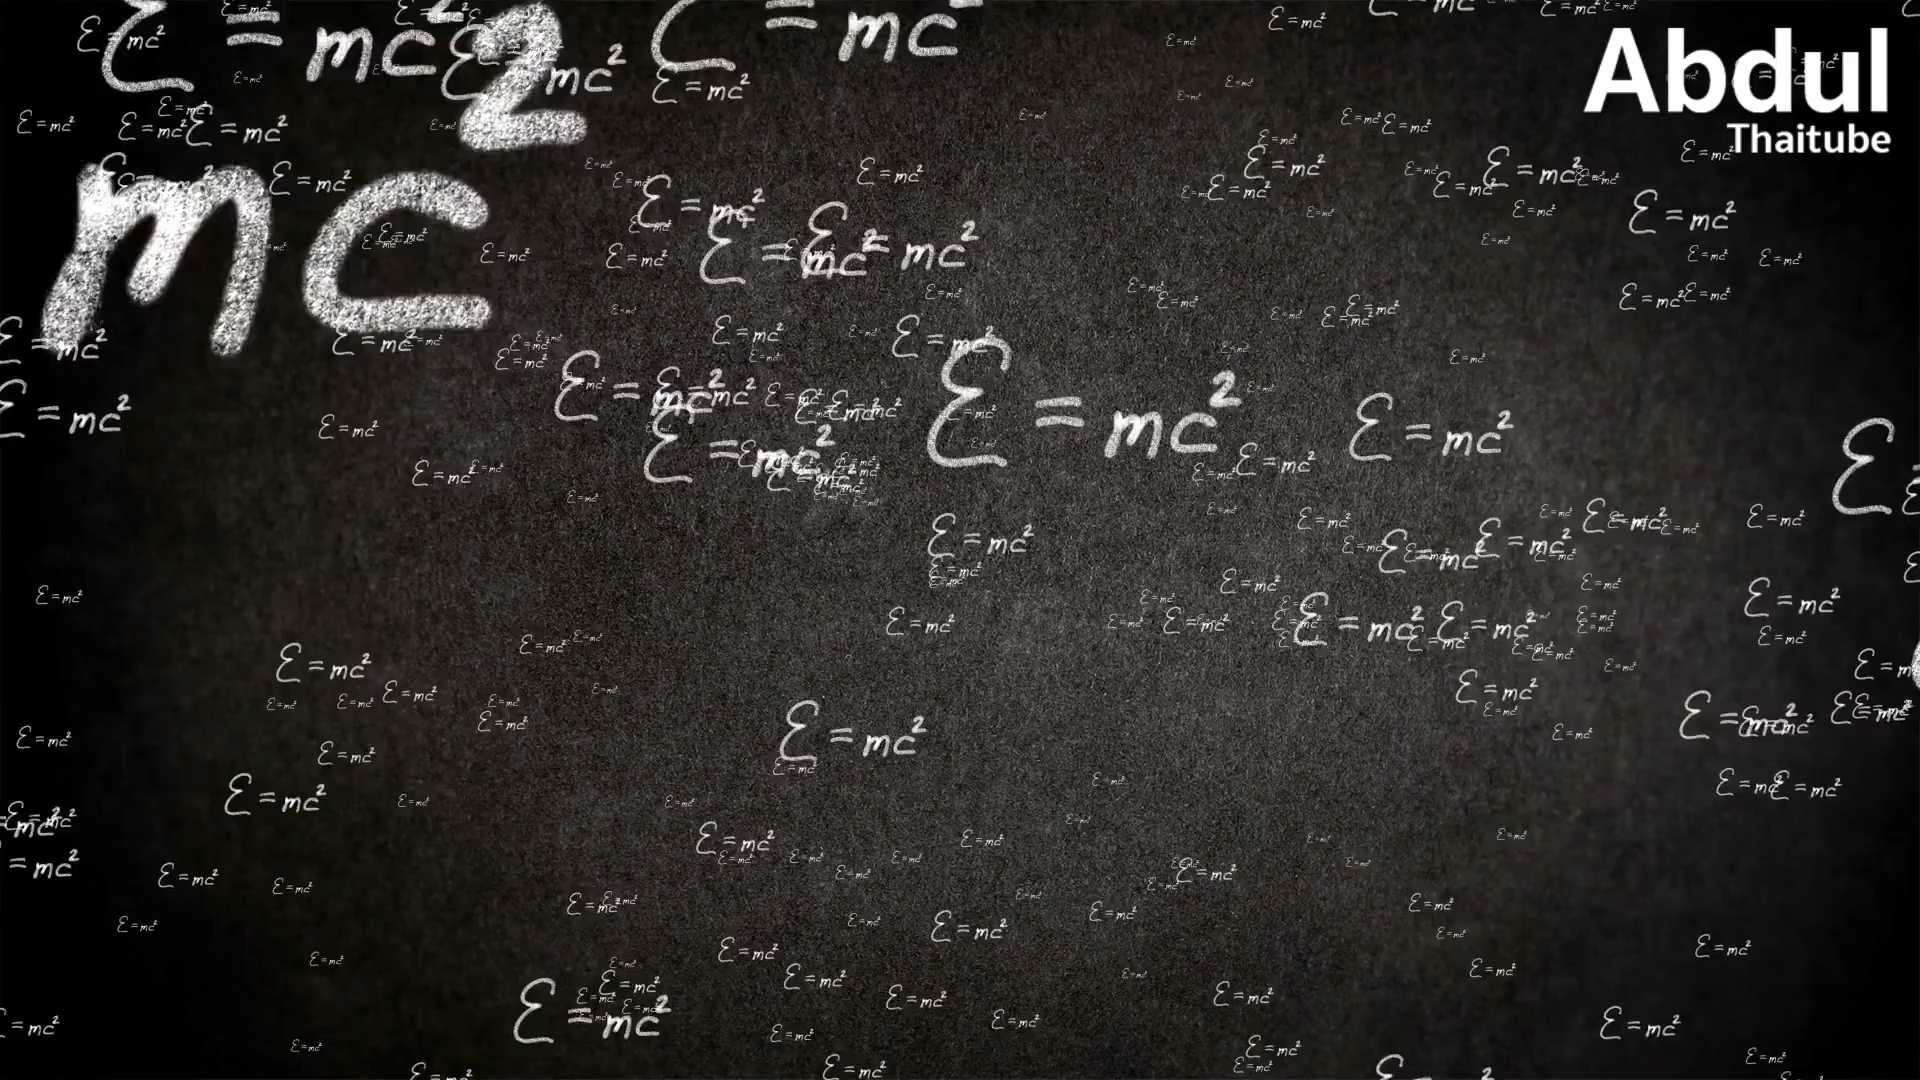 Abdul
Thaitube
ε = mc²